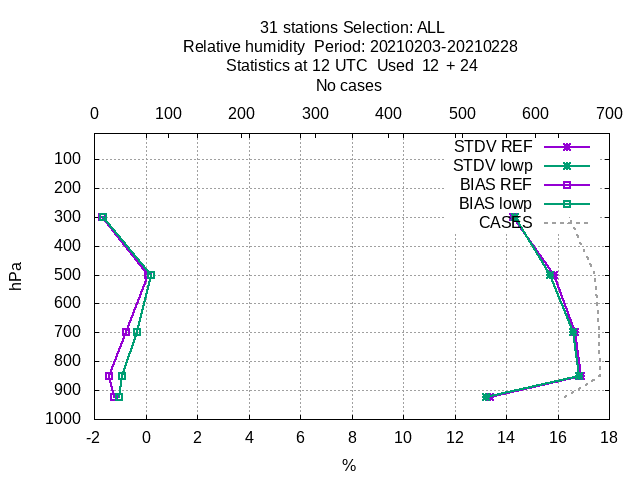 31 stations Selection: ALL
Relative humidity  Period: 20210203-20210228
Statistics at 12 UTC  Used  12  + 24
No cases
0 100 200 300 400 500 600 700
STDV REF
STDV lowp
BIAS REF
BIAS lowp
CASES
100
200
300
400
500
600
700
800
900
1000
hPa
-2 0 2 4 6 8 10 12 14 16 18
%